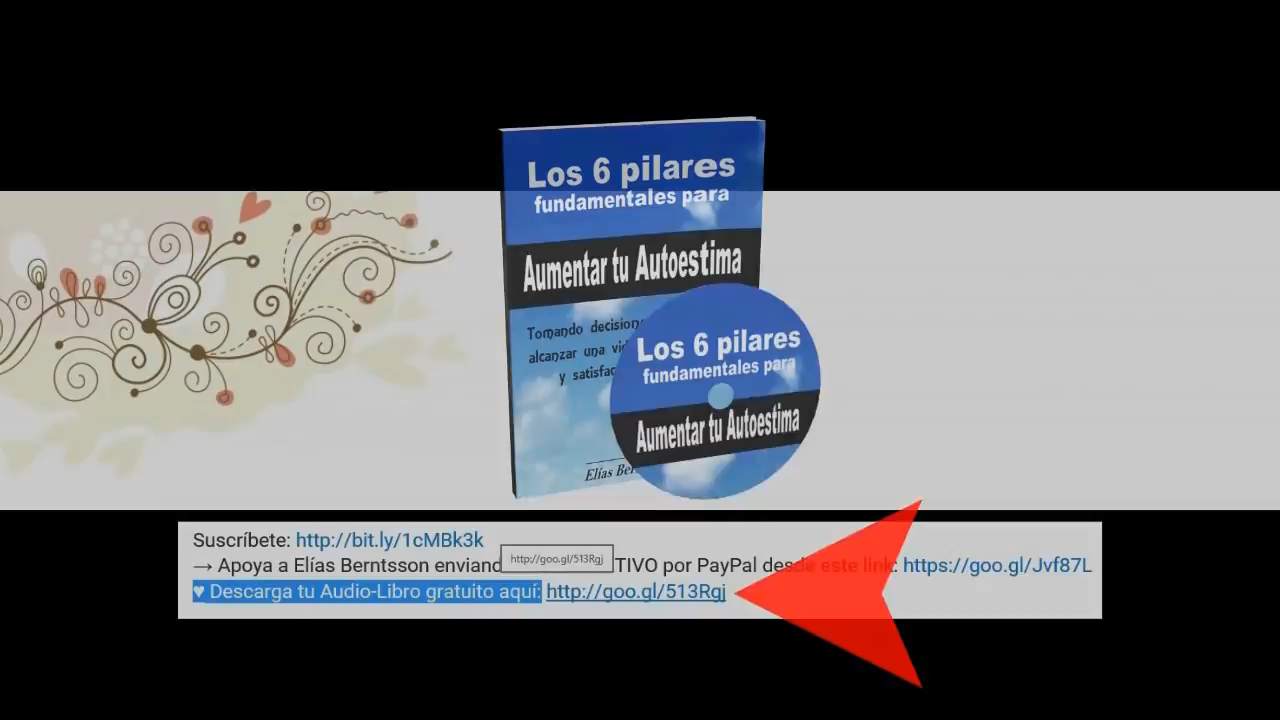 Los 6 pilares
fundamentales para
Aumentar tu Autoestima
Tomando decision
alcanzar una vid
y satisfac
Elías Ber
Los 6 pilares
fundamentales para
Aumentar tu Autoestima
Suscríbete: http://bit.ly/1cMBk3k
→ Apoya a Elías Berntsson enviand http://goo.gl/513Rgj TIVO por PayPal desde este link: https://goo.gl/Jvf87L
♥ Descarga tu Audio-Libro gratuito aquí: http://goo.gl/513Rgj